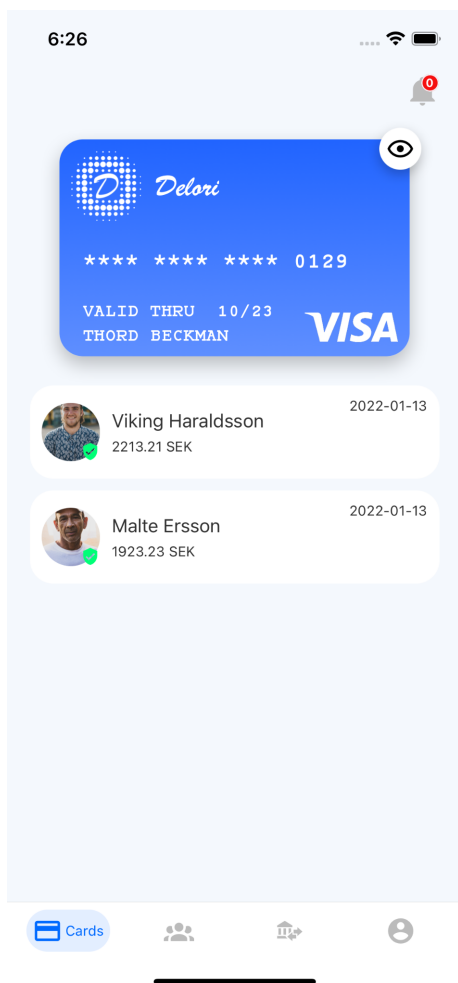 6:26
0
D Delori
**** **** **** 0129
VALID THRU 10/23
THORD BECKMAN
VISA
2022-01-13
Viking Haraldsson
2213.21 SEK
2022-01-13
Malte Ersson
1923.23 SEK
Cards